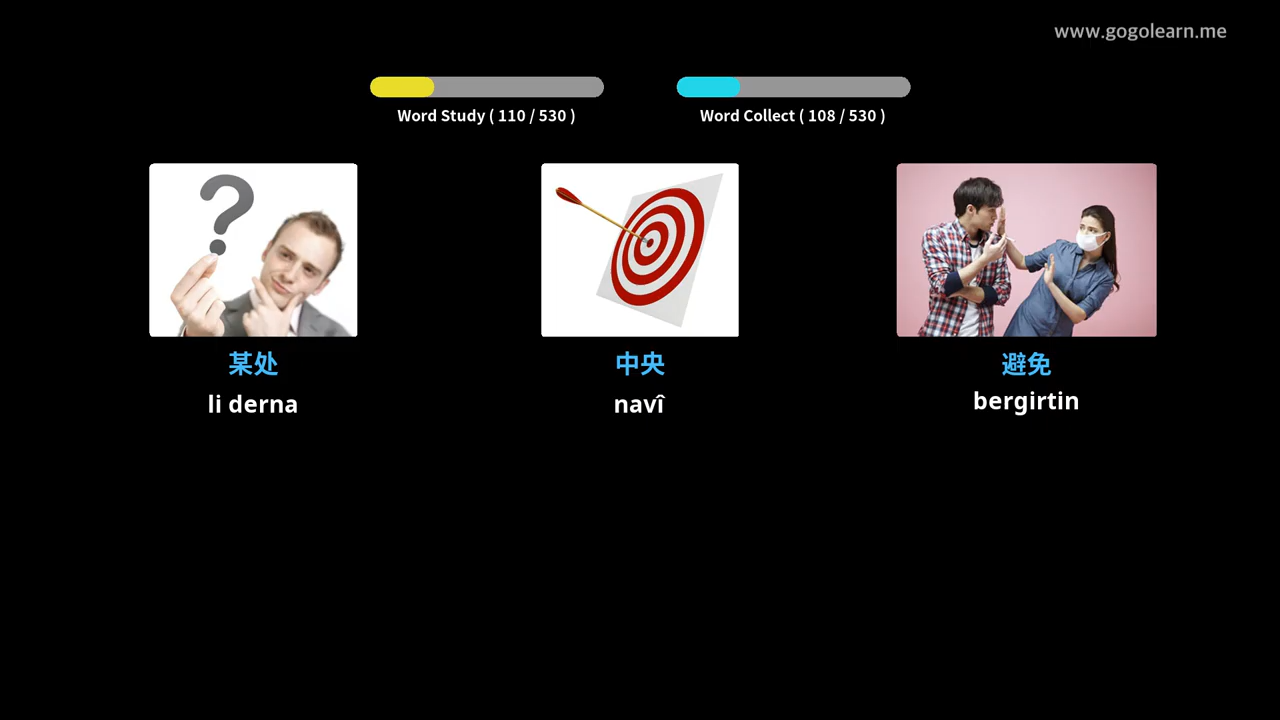 www.gogolearn.me
Word Study ( 110 / 530 )
Word Collect ( 108 / 530 )
?
某处
中央
避免
li derna
navî
bergirtin